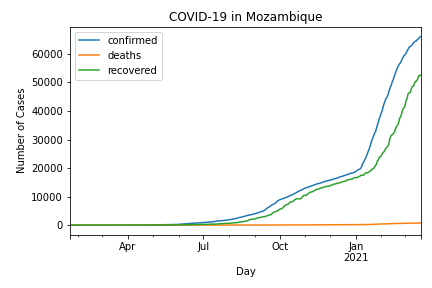 COVID-19 in Mozambique
confirmed
deaths
recovered
Number of Cases
60000
50000
40000
30000
20000
10000
0
Apr
Jul
Oct
Jan
2021
Day